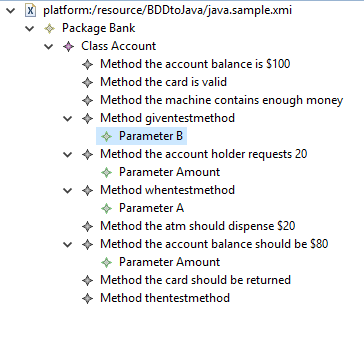 platform:/resource/BDDtoJava/java.sample.xmi
Package Bank
Class Account
Method the account balance is $100
Method the card is valid
Method the machine contains enough money
Method giventestmethod
Parameter B
Method the account holder requests 20
Parameter Amount
Method whentestmethod
Parameter A
Method the atm should dispense $20
Method the account balance should be $80
Parameter Amount
Method the card should be returned
Method thentestmethod